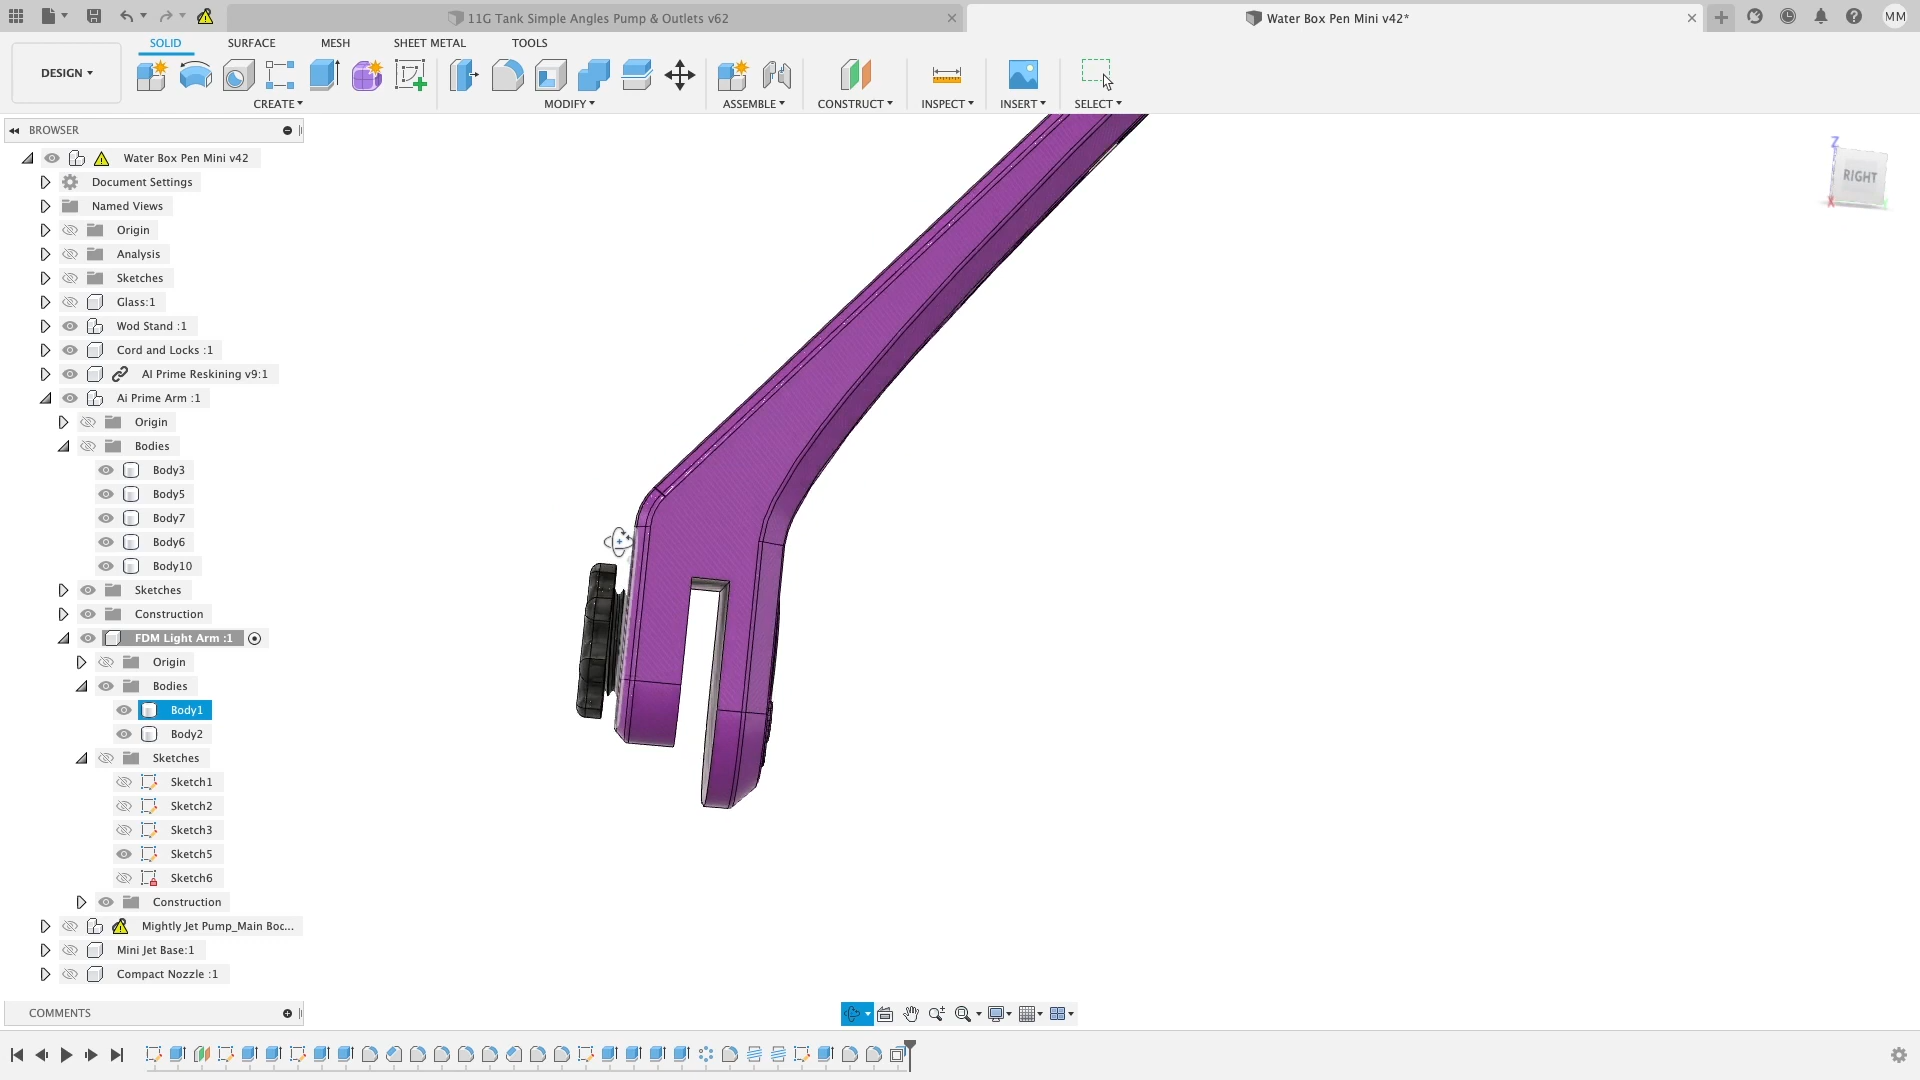 11G Tank Simple Angles Pump & Outlets v62
Water Box Pen Mini v42*
MM
DESIGN
SOLID
SURFACE
MESH
SHEET METAL
TOOLS
CREATE
MODIFY
ASSEMBLE
CONSTRUCT
INSPECT
INSERT
SELECT
BROWSER
Water Box Pen Mini v42
Document Settings
Named Views
Origin
Analysis
Sketches
Glass:1
Wod Stand :1
Cord and Locks :1
AI Prime Reskining v9:1
Ai Prime Arm :1
Origin
Bodies
Body3
Body5
Body7
Body6
Body10
Sketches
Construction
FDM Light Arm :1
Origin
Bodies
Body1
Body2
Sketches
Sketch1
Sketch2
Sketch3
Sketch5
Sketch6
Construction
Mightly Jet Pump_Main Boc...
Mini Jet Base:1
Compact Nozzle :1
Z
RIGHT
X
COMMENTS